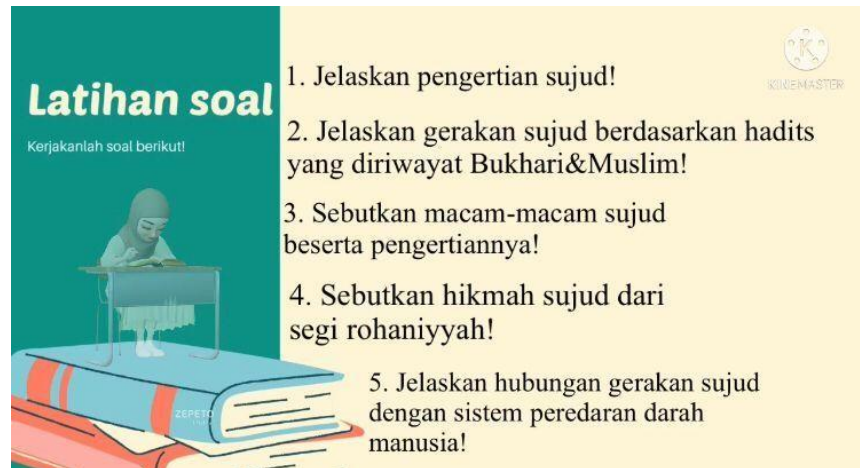 Latihan soal
Kerjakanlah soal berikut!
1. Jelaskan pengertian sujud!
2. Jelaskan gerakan sujud berdasarkan hadits
yang diriwayat Bukhari&Muslim!
3. Sebutkan macam-macam sujud
beserta pengertiannya!
4. Sebutkan hikmah sujud dari
segi rohaniyyah!
5. Jelaskan hubungan gerakan sujud
dengan sistem peredaran darah
manusia!
K
KINEMASTER
ZEPETO